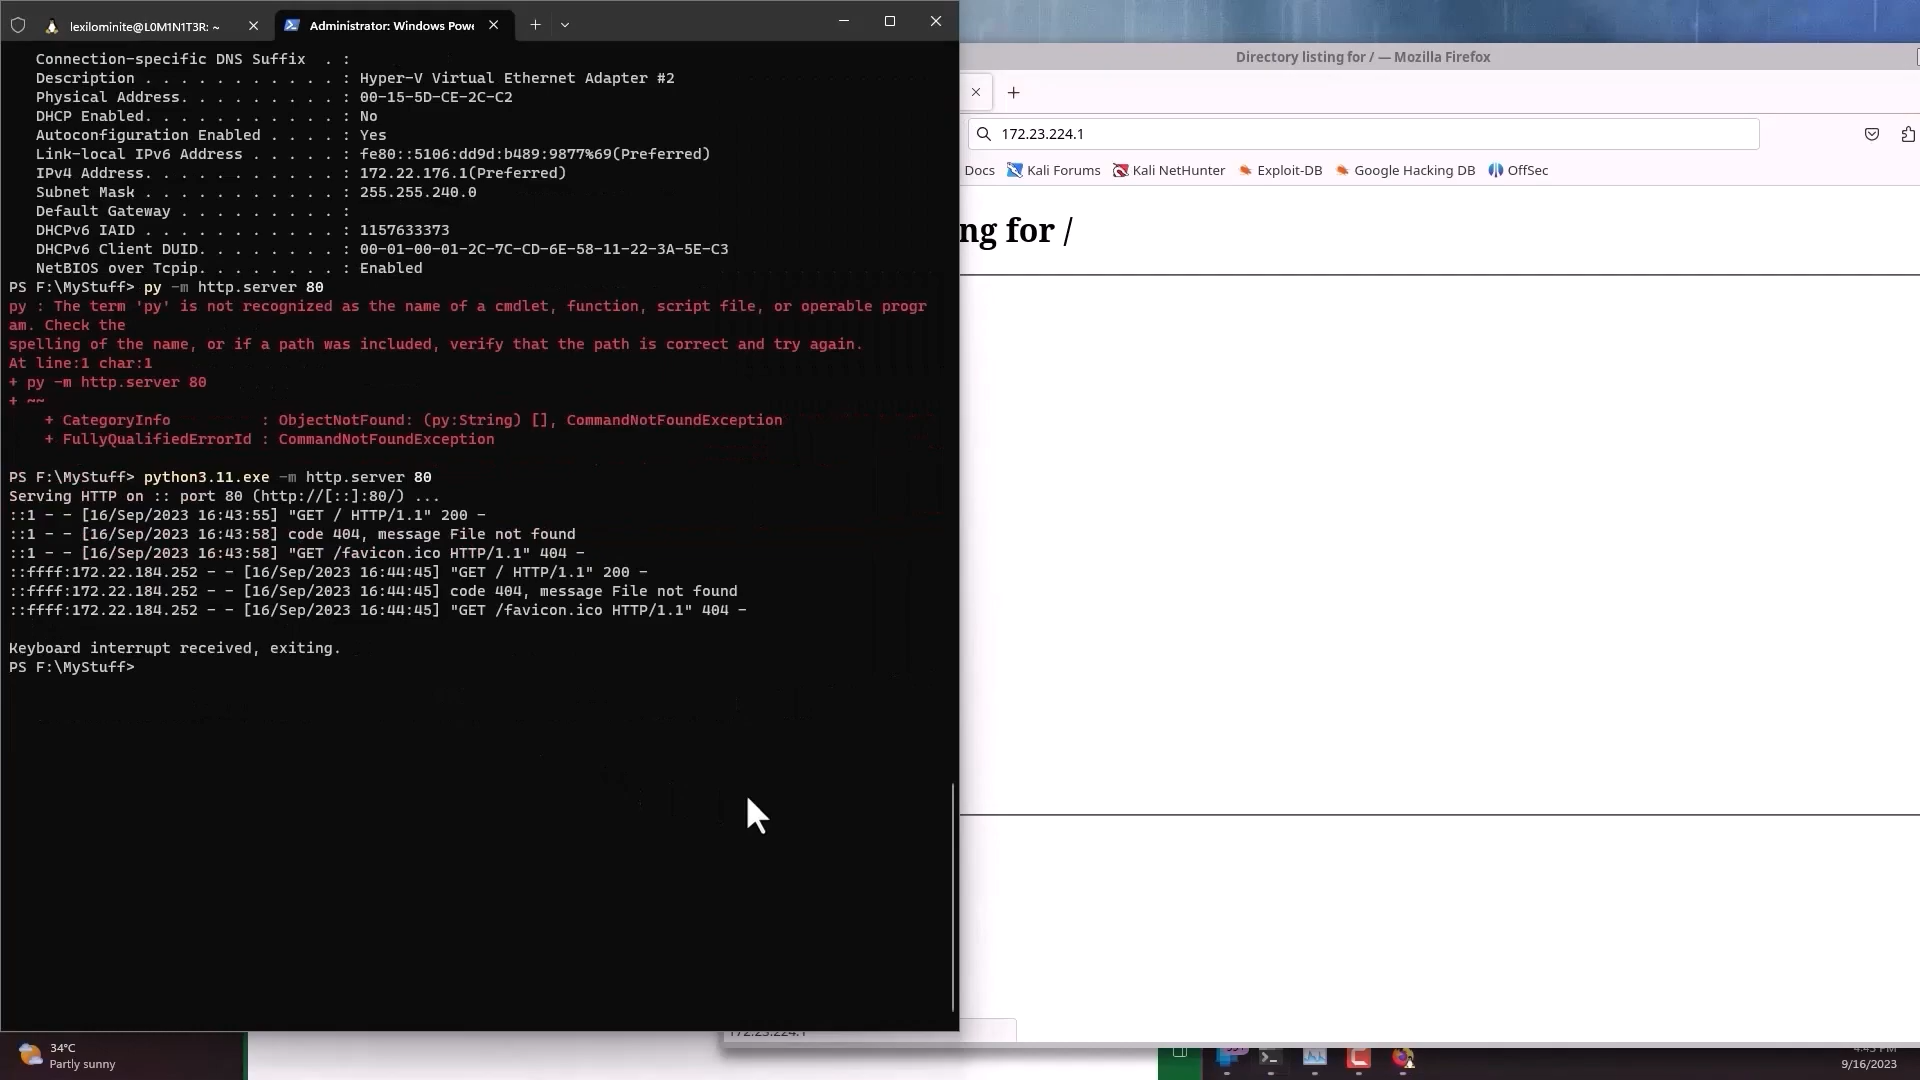 lexilominite@L0M1N1T3R: ~
Administrator: Windows Powe
Connection-specific DNS Suffix  . :
Description . . . . . . . . . . . : Hyper-V Virtual Ethernet Adapter #2
Physical Address. . . . . . . . . : 00-15-5D-CE-2C-C2
DHCP Enabled. . . . . . . . . . . : No
Autoconfiguration Enabled . . . . : Yes
Link-local IPv6 Address . . . . . : fe80::5106:dd9d:b489:9877%69(Preferred)
IPv4 Address. . . . . . . . . . . : 172.22.176.1(Preferred)
Subnet Mask . . . . . . . . . . . : 255.255.240.0
Default Gateway . . . . . . . . . :
DHCPv6 IAID . . . . . . . . . . . : 1157633373
DHCPv6 Client DUID. . . . . . . . : 00-01-00-01-2C-7C-CD-6E-58-11-22-3A-5E-C3
NetBIOS over Tcpip. . . . . . . . : Enabled
PS F:\MyStuff> py -m http.server 80
py : The term 'py' is not recognized as the name of a cmdlet, function, script file, or operable progr
am. Check the
spelling of the name, or if a path was included, verify that the path is correct and try again.
At line:1 char:1
+ py -m http.server 80
+ ~~
    + CategoryInfo          : ObjectNotFound: (py:String) [], CommandNotFoundException
    + FullyQualifiedErrorId : CommandNotFoundException
PS F:\MyStuff> python3.11.exe -m http.server 80
Serving HTTP on :: port 80 (http://[::]:80/) ...
::1 - - [16/Sep/2023 16:43:55] "GET / HTTP/1.1" 200 -
::1 - - [16/Sep/2023 16:43:58] code 404, message File not found
::1 - - [16/Sep/2023 16:43:58] "GET /favicon.ico HTTP/1.1" 404 -
::ffff:172.22.184.252 - - [16/Sep/2023 16:44:45] "GET / HTTP/1.1" 200 -
::ffff:172.22.184.252 - - [16/Sep/2023 16:44:45] code 404, message File not found
::ffff:172.22.184.252 - - [16/Sep/2023 16:44:45] "GET /favicon.ico HTTP/1.1" 404 -
Keyboard interrupt received, exiting.
PS F:\MyStuff>
Directory listing for / — Mozilla Firefox
172.23.224.1
Docs Kali Forums Kali NetHunter Exploit-DB Google Hacking DB OffSec
ng for /
172.23.224.1
34°C
Partly sunny
9/16/2023